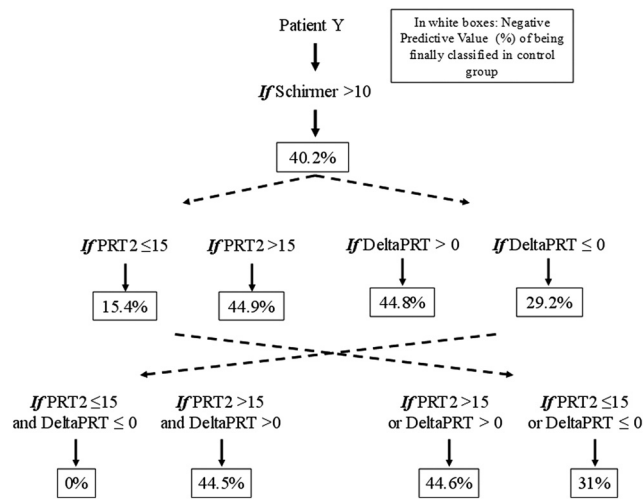 Patient Y
In white boxes: Negative
Predictive Value (%) of being
finally classified in control
group
If Schirmer >10
40.2%
If PRT2 ≤15
If PRT2 >15
If DeltaPRT > 0
If DeltaPRT ≤ 0
15.4%
44.9%
44.8%
29.2%
If PRT2 ≤15
and DeltaPRT ≤ 0
If PRT2 >15
and DeltaPRT >0
If PRT2 >15
or DeltaPRT > 0
If PRT2 ≤15
or DeltaPRT ≤ 0
0%
44.5%
44.6%
31%